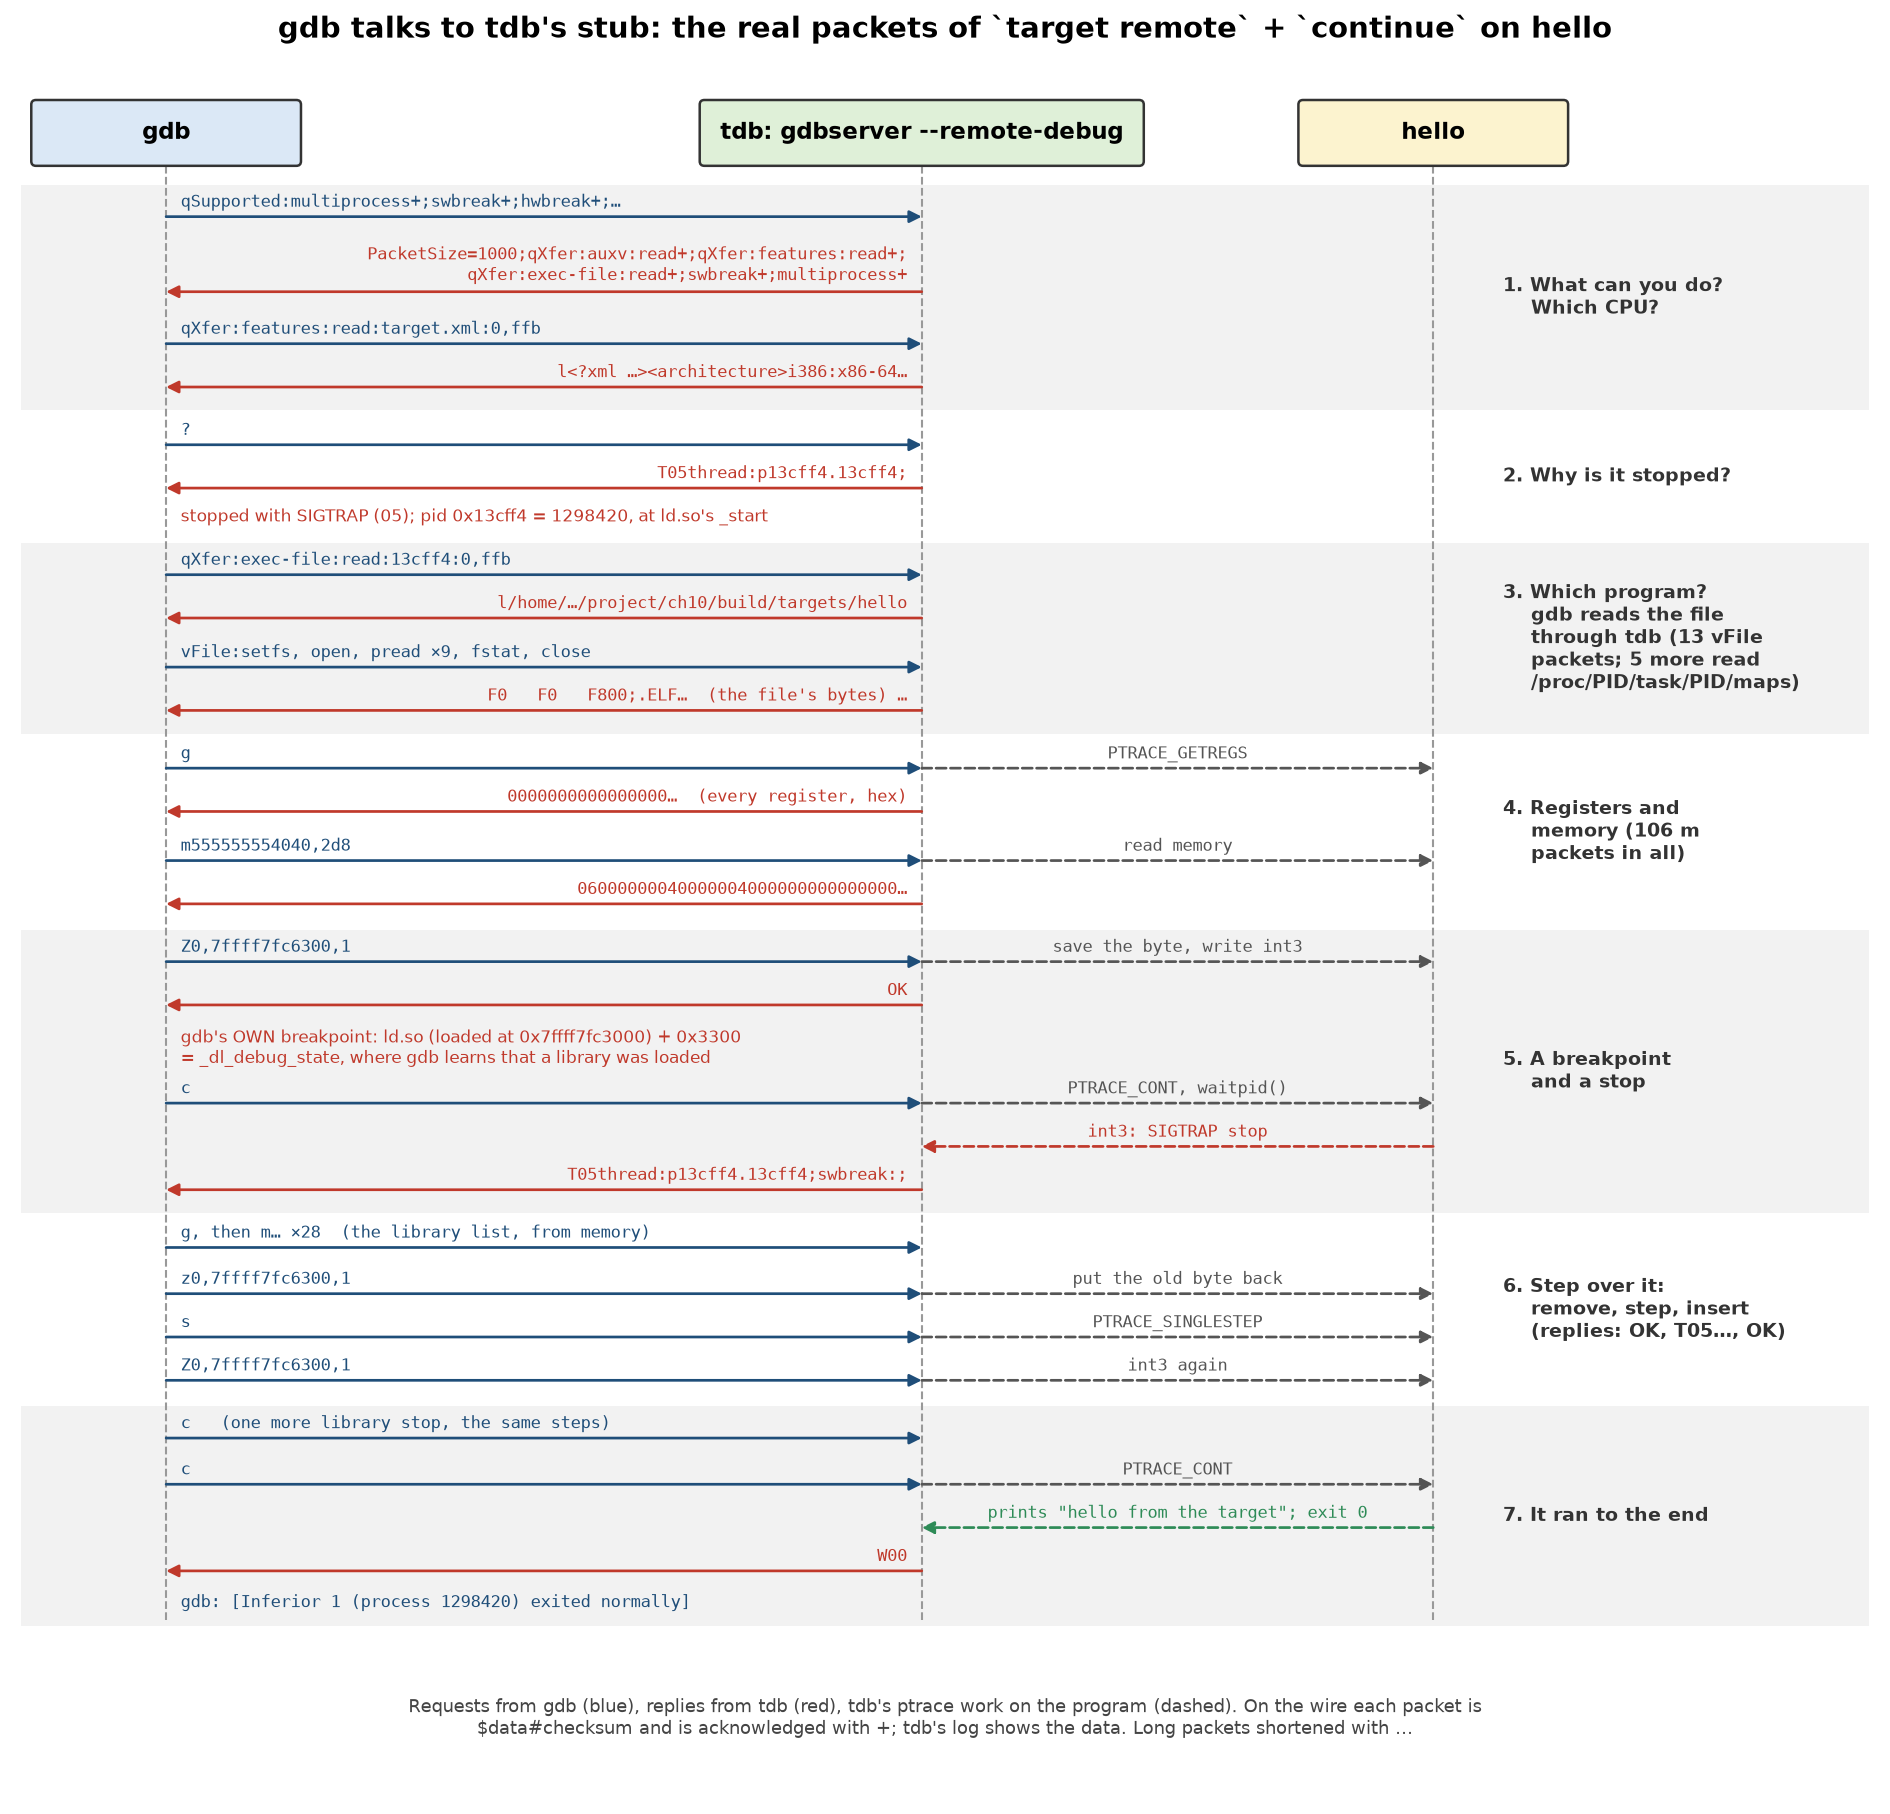 gdb talks to tdb's stub: the real packets of `target remote` + `continue` on hello
gdb
tdb: gdbserver --remote-debug
hello
qSupported:multiprocess+;swbreak+;hwbreak+;…
PacketSize=1000;qXfer:auxv:read+;qXfer:features:read+;
qXfer:exec-file:read+;swbreak+;multiprocess+
1. What can you do?
Which CPU?
qXfer:features:read:target.xml:0,ffb
l<?xml …><architecture>i386:x86-64…
?
T05thread:p13cff4.13cff4;
2. Why is it stopped?
stopped with SIGTRAP (05); pid 0x13cff4 = 1298420, at ld.so's _start
qXfer:exec-file:read:13cff4:0,ffb
l/home/…/project/ch10/build/targets/hello
3. Which program?
gdb reads the file
through tdb (13 vFile
packets; 5 more read
/proc/PID/task/PID/maps)
vFile:setfs, open, pread ×9, fstat, close
F0   F0   F800;.ELF…  (the file's bytes) …
g
PTRACE_GETREGS
0000000000000000…  (every register, hex)
4. Registers and
memory (106 m
packets in all)
m555555554040,2d8
read memory
06000000040000004000000000000000…
Z0,7ffff7fc6300,1
save the byte, write int3
OK
gdb's OWN breakpoint: ld.so (loaded at 0x7ffff7fc3000) + 0x3300
= _dl_debug_state, where gdb learns that a library was loaded
5. A breakpoint
and a stop
c
PTRACE_CONT, waitpid()
int3: SIGTRAP stop
T05thread:p13cff4.13cff4;swbreak:;
g, then m… ×28  (the library list, from memory)
z0,7ffff7fc6300,1
put the old byte back
6. Step over it:
remove, step, insert
(replies: OK, T05…, OK)
s
PTRACE_SINGLESTEP
Z0,7ffff7fc6300,1
int3 again
c   (one more library stop, the same steps)
c
PTRACE_CONT
prints "hello from the target"; exit 0
7. It ran to the end
W00
gdb: [Inferior 1 (process 1298420) exited normally]
Requests from gdb (blue), replies from tdb (red), tdb's ptrace work on the program (dashed). On the wire each packet is
$data#checksum and is acknowledged with +; tdb's log shows the data. Long packets shortened with …